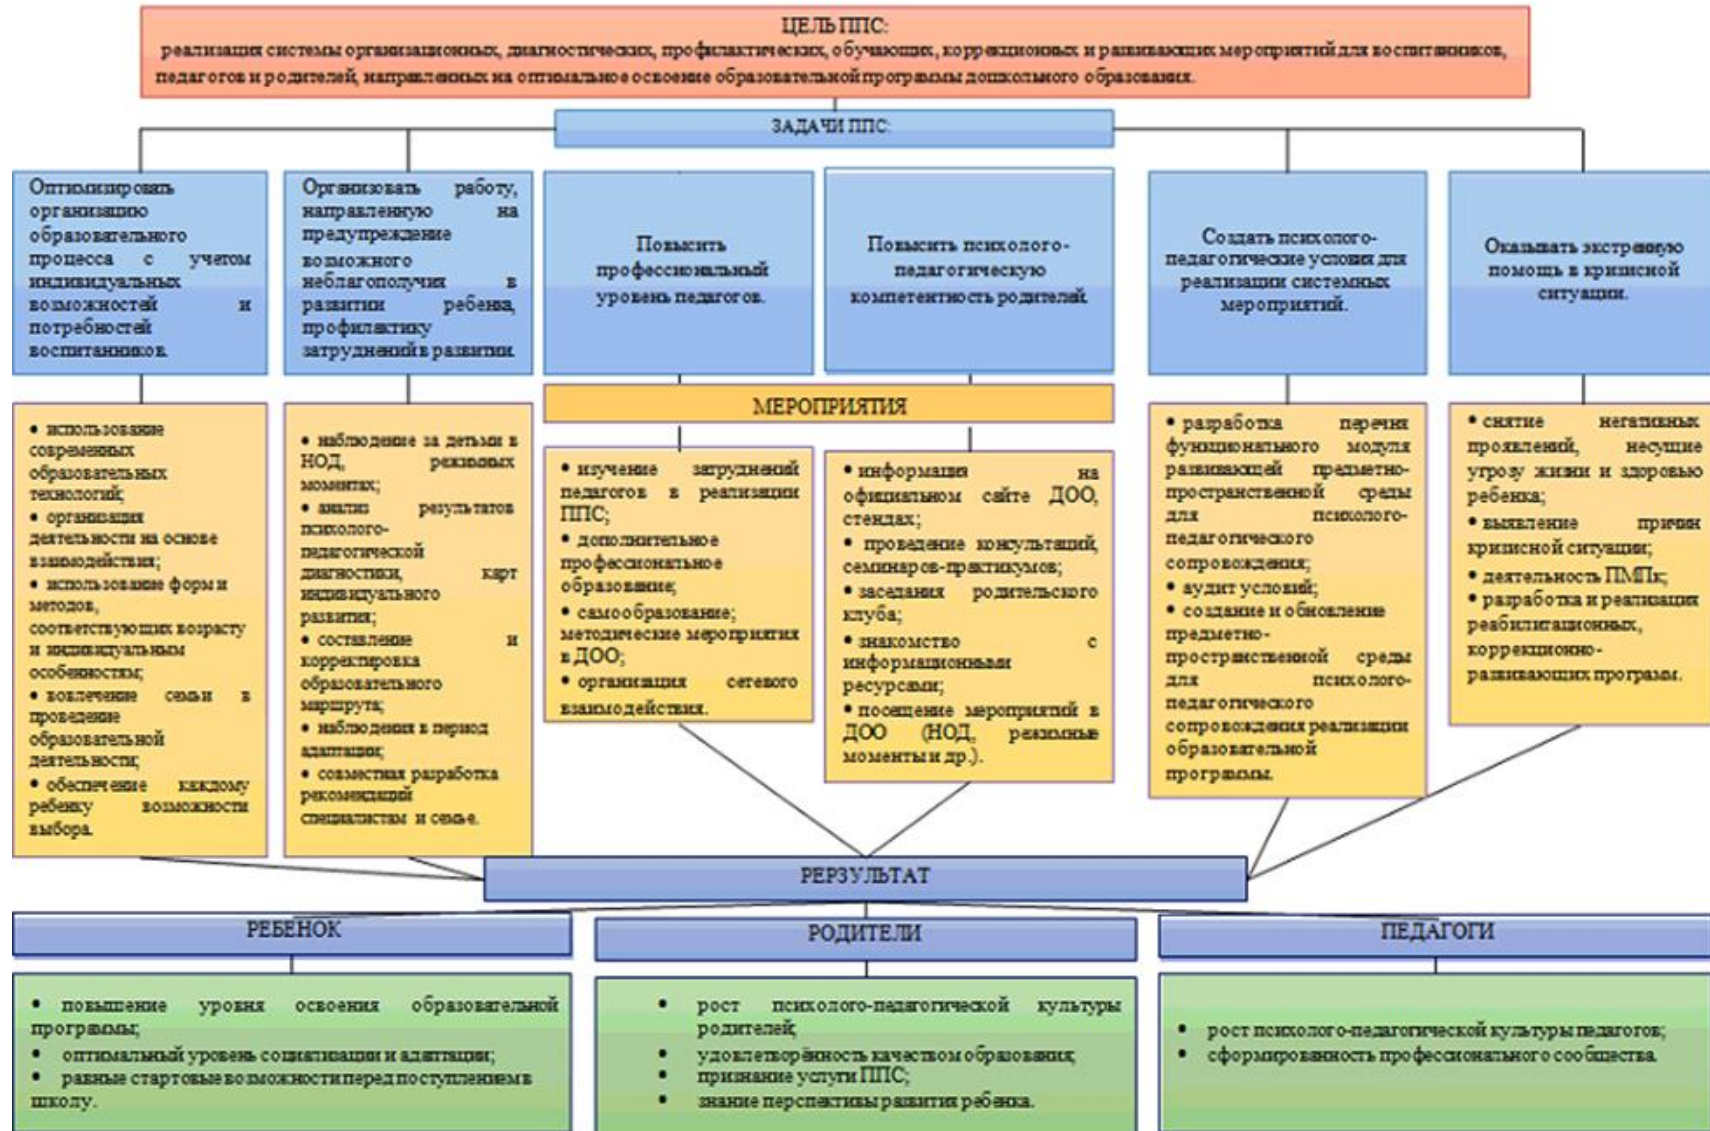 ЦЕЛЬ ППС:
реализация системы организационных, диагностических, профилактических, обучающих, коррекционных и развивающих мероприятий для воспитанников,
педагогов и родителей, направленных на оптимальное освоение образовательной программы дошкольного образования.
ЗАДАЧИ ППС:
Оптимизировать
организацию
образовательного
процесса с учетом
индивидуальных
возможностей и
потребностей
воспитанников.
Организовать работу,
направленную на
предупреждение
возможного
неблагополучия в
развитии ребенка,
профилактику
затруднений в развитии.
Повысить
профессиональный
уровень педагогов.
Повысить психолого-
педагогическую
компетентность родителей.
Создать психолого-
педагогические условия для
реализации системных
мероприятий.
Оказывать экстренную
помощь в кризисной
ситуации.
МЕРОПРИЯТИЯ
• использование
современных
образовательных
технологий;
• организация
деятельности на основе
взаимодействия;
• использование форм и
методов,
соответствующих возрасту
и индивидуальным
особенностям;
• вовлечение семьи в
проведение
образовательной
деятельности;
• обеспечение каждому
ребенку возможности
выбора.
• наблюдение за детьми в
НОД, режимных
моментах;
• анализ результатов
психолого-
педагогической
диагностики, карт
индивидуального
развития;
• составление и
корректировка
образовательного
маршрута;
• наблюдения в период
адаптации;
• совместная разработка
рекомендаций
специалистам и семье.
• изучение затруднений
педагогов в реализации
ППС;
• дополнительное
профессиональное
образование;
• самообразование;
методические мероприятия
в ДОО;
• организация сетевого
взаимодействия.
• информация на
официальном сайте ДОО,
стендах;
• проведение консультаций,
семинаров-практикумов;
• заседания родительского
клуба;
• знакомство с
информационными
ресурсами;
• посещение мероприятий в
ДОО (НОД, режимные
моменты и др.).
• разработка перечня
функционального модуля
развивающей предметно-
пространственной среды
для психолого-
педагогического
сопровождения;
• аудит условий;
• создание и обновление
предметно-
пространственной среды
для психолого-
педагогического
сопровождения реализации
образовательной
программы.
• снятие негативных
проявлений, несущие
угрозу жизни и здоровью
ребенка;
• выявление причин
кризисной ситуации;
• деятельность ПМПк;
• разработка и реализация
реабилитационных,
коррекционно-
развивающих программ.
РЕРЗУЛЬТАТ
РЕБЕНОК
• повышение уровня освоения образовательной
программы;
• оптимальный уровень социализации и адаптации;
• равные стартовые возможности перед поступлением в
школу.
РОДИТЕЛИ
• рост психолого-педагогической культуры
родителей;
• удовлетворённость качеством образования;
• признание услуги ППС;
• знание перспективы развития ребенка.
ПЕДАГОГИ
• рост психолого-педагогической культуры педагогов;
• сформированность профессионального сообщества.